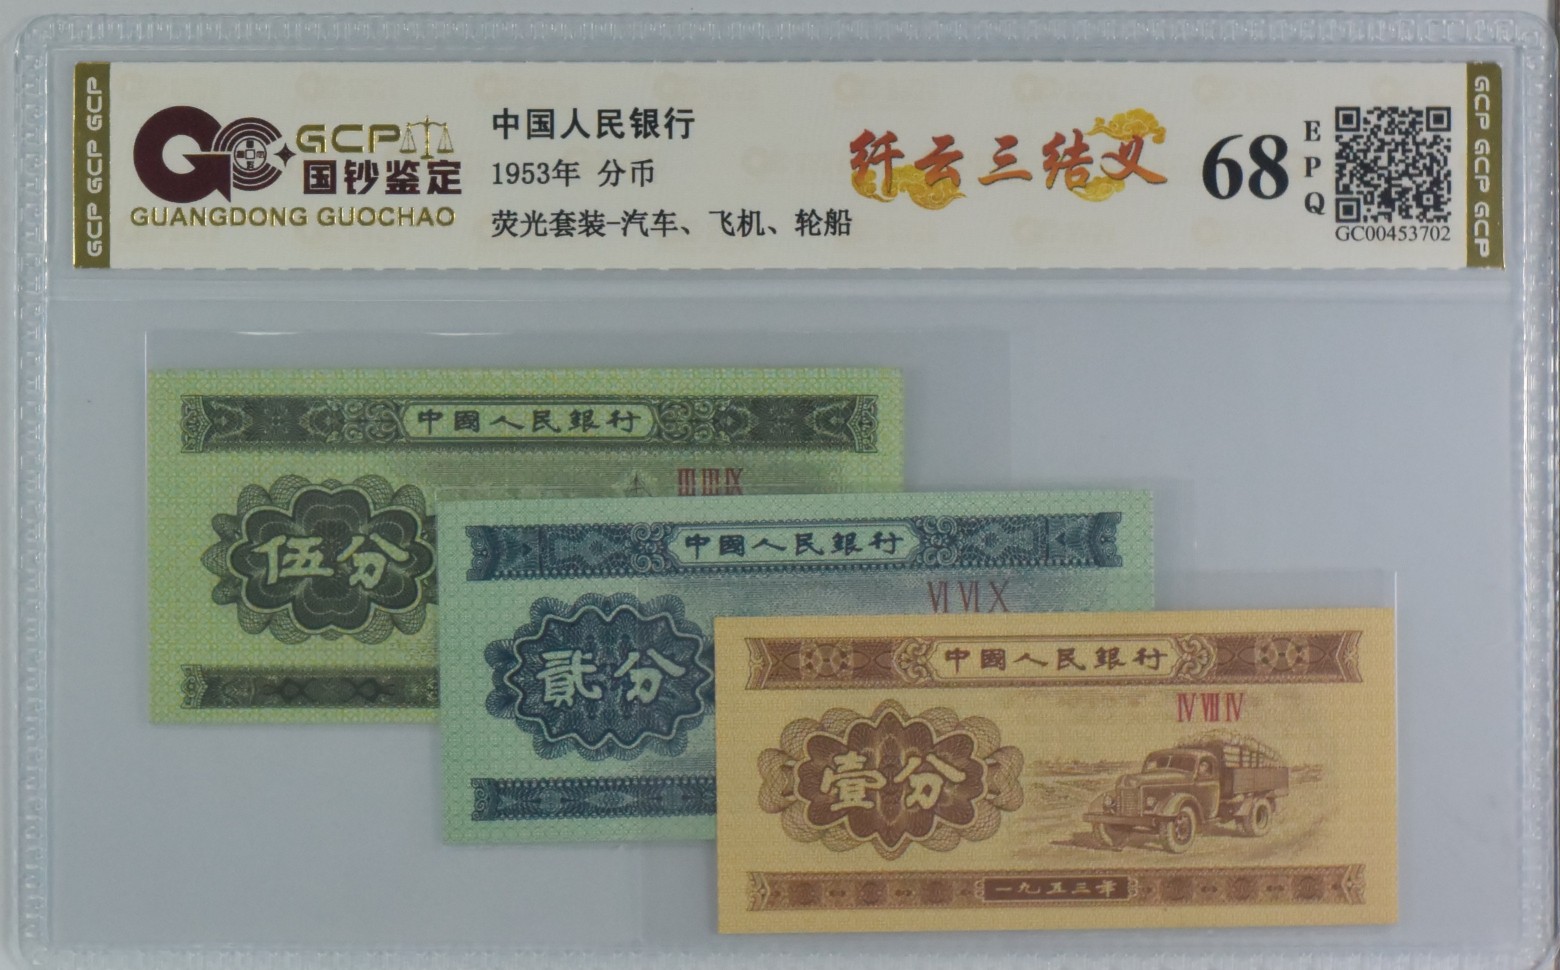 GCP GCP GCP
GCP
国钞鉴定
GUANGDONG GUOCHAO
中国人民银行
1953年 分币
荧光套装-汽车、飞机、轮船
纤云三结义
68
EPQ
GC00453702
GCP GCP GCP
中國人民銀行
III III IX
伍分
中國人民銀行
VI VI X
貳分
中國人民銀行
IV VIII IV
壹分
一九五三年